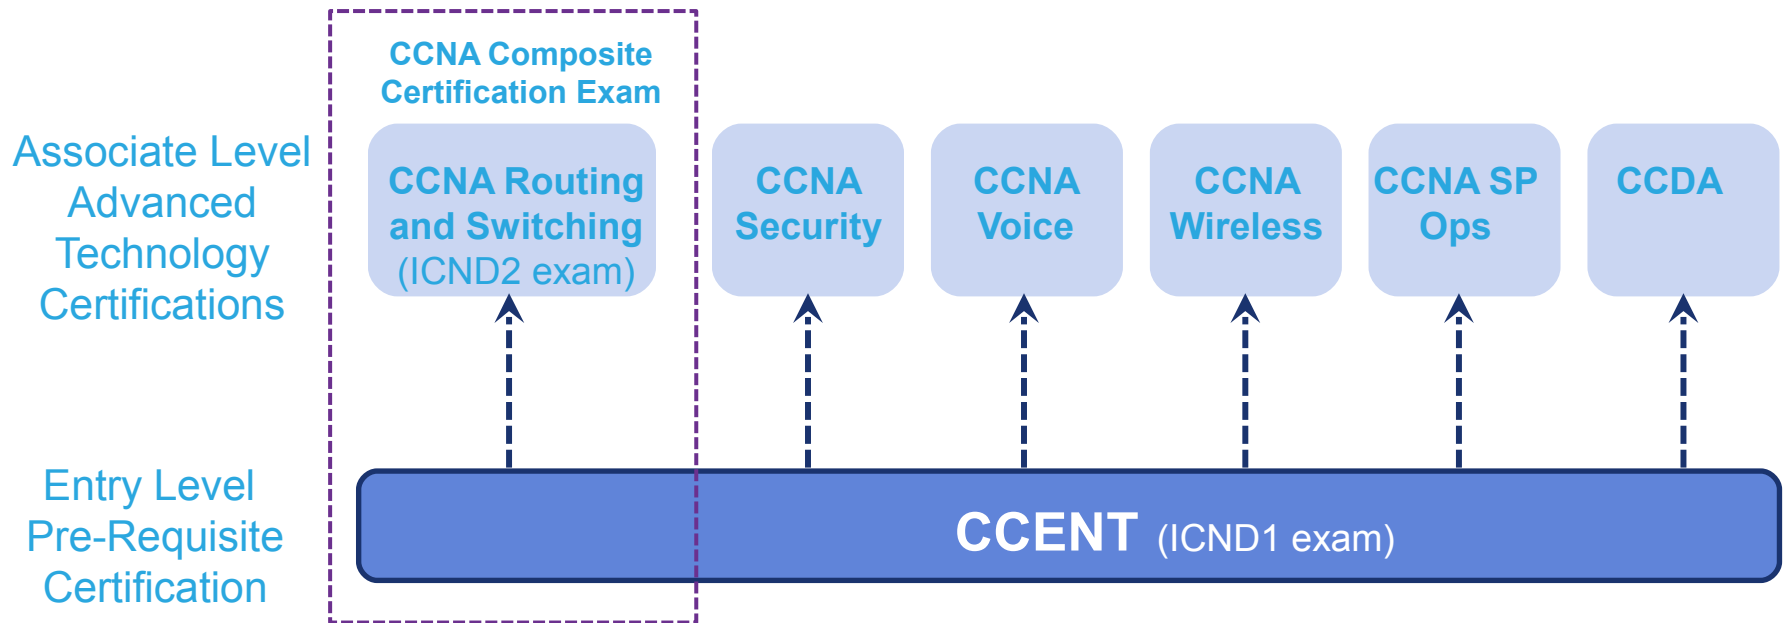 CCNA Composite
Certification Exam
Associate Level
Advanced
Technology
Certifications
CCNA Routing
and Switching
(ICND2 exam)
CCNA
Security
CCNA
Voice
CCNA
Wireless
CCNA SP
Ops
CCDA
Entry Level
Pre-Requisite
Certification
CCENT (ICND1 exam)